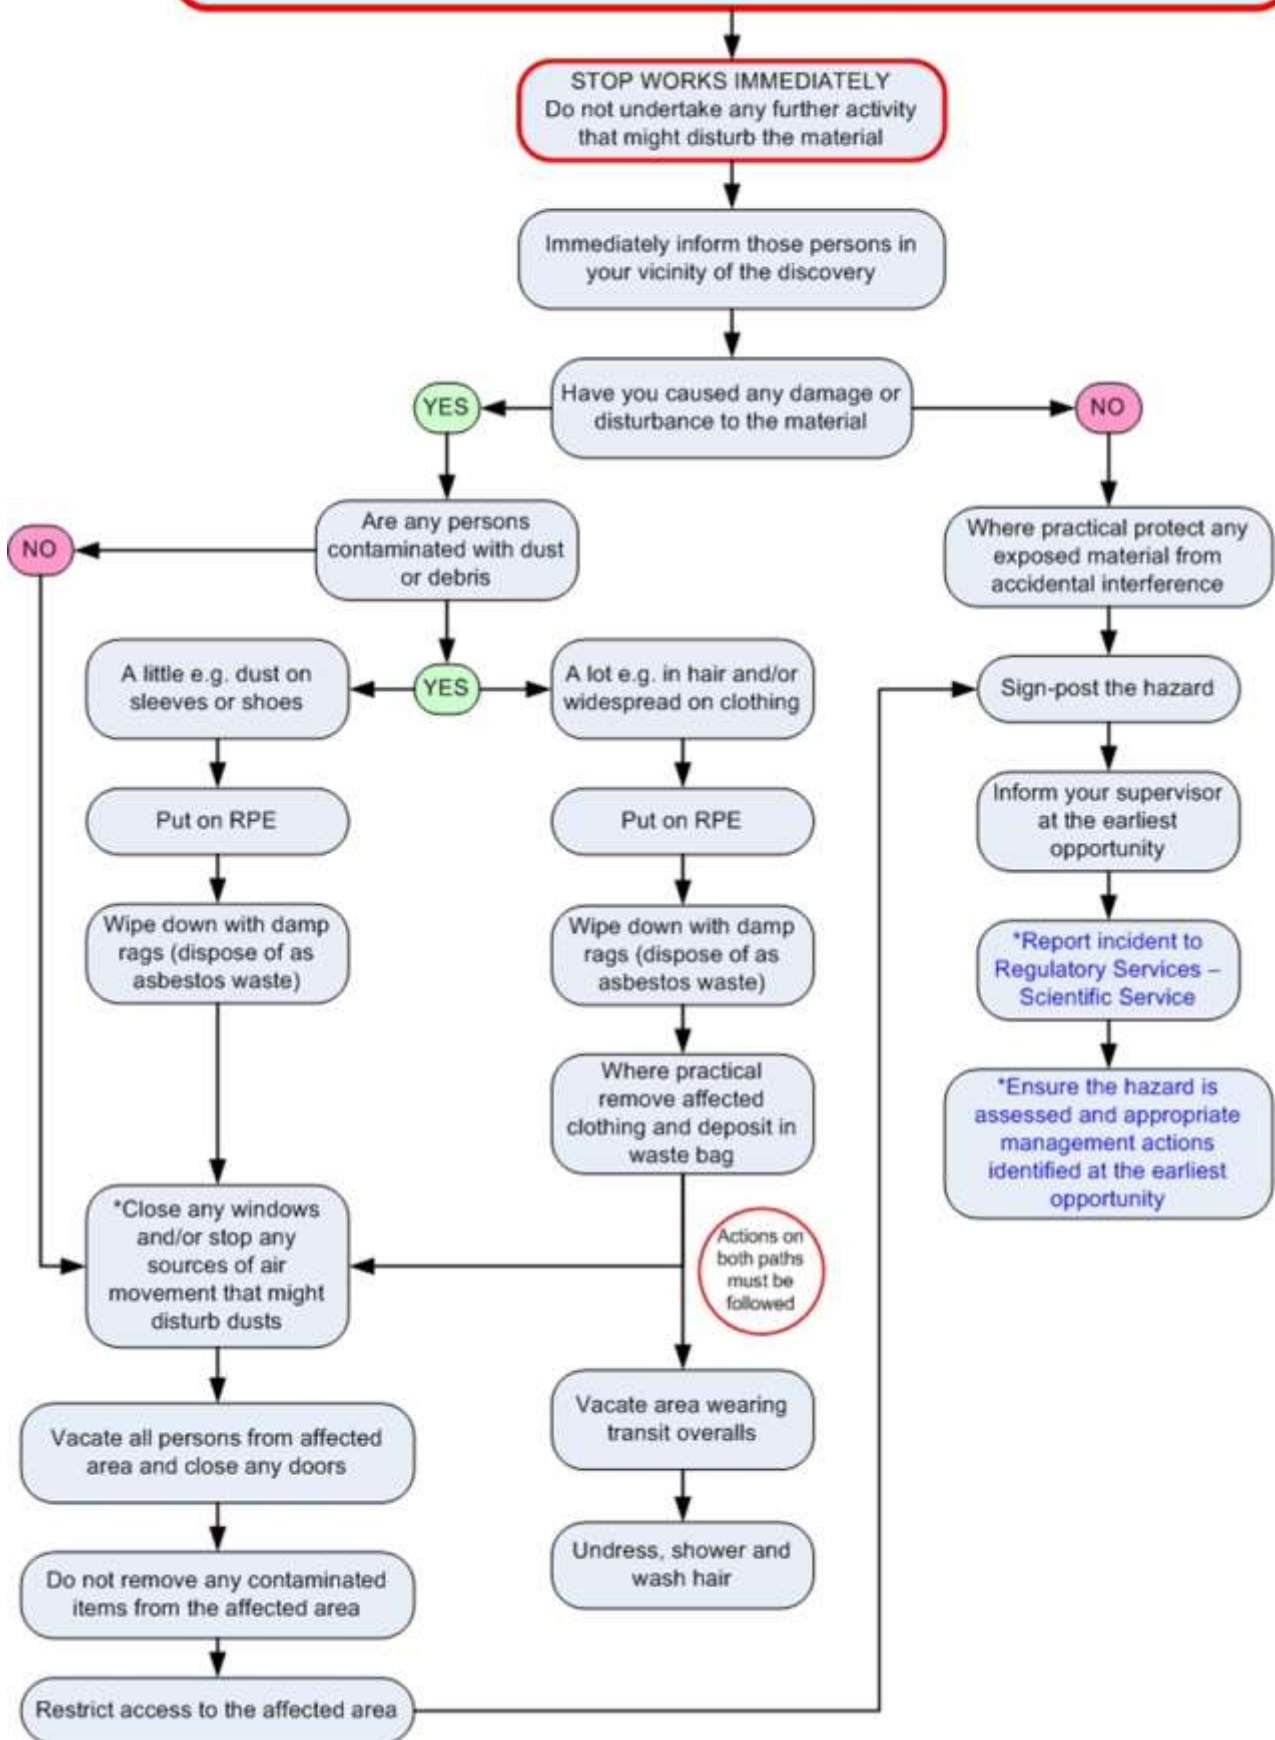 STOP WORKS IMMEDIATELY
Do not undertake any further activity
that might disturb the material
Immediately inform those persons in
your vicinity of the discovery
Have you caused any damage or
disturbance to the material
YES
NO
Are any persons
contaminated with dust
or debris
NO
Where practical protect any
exposed material from
accidental interference
A little e.g. dust on
sleeves or shoes
YES
A lot e.g. in hair and/or
widespread on clothing
Sign-post the hazard
Put on RPE
Put on RPE
Inform your supervisor
at the earliest
opportunity
Wipe down with damp
rags (dispose of as
asbestos waste)
Wipe down with damp
rags (dispose of as
asbestos waste)
*Report incident to
Regulatory Services –
Scientific Service
Where practical
remove affected
clothing and deposit in
waste bag
*Ensure the hazard is
assessed and appropriate
management actions
identified at the earliest
opportunity
*Close any windows
and/or stop any
sources of air
movement that might
disturb dusts
Actions on
both paths
must be
followed
Vacate area wearing
transit overalls
Vacate all persons from affected
area and close any doors
Undress, shower and
wash hair
Do not remove any contaminated
items from the affected area
Restrict access to the affected area